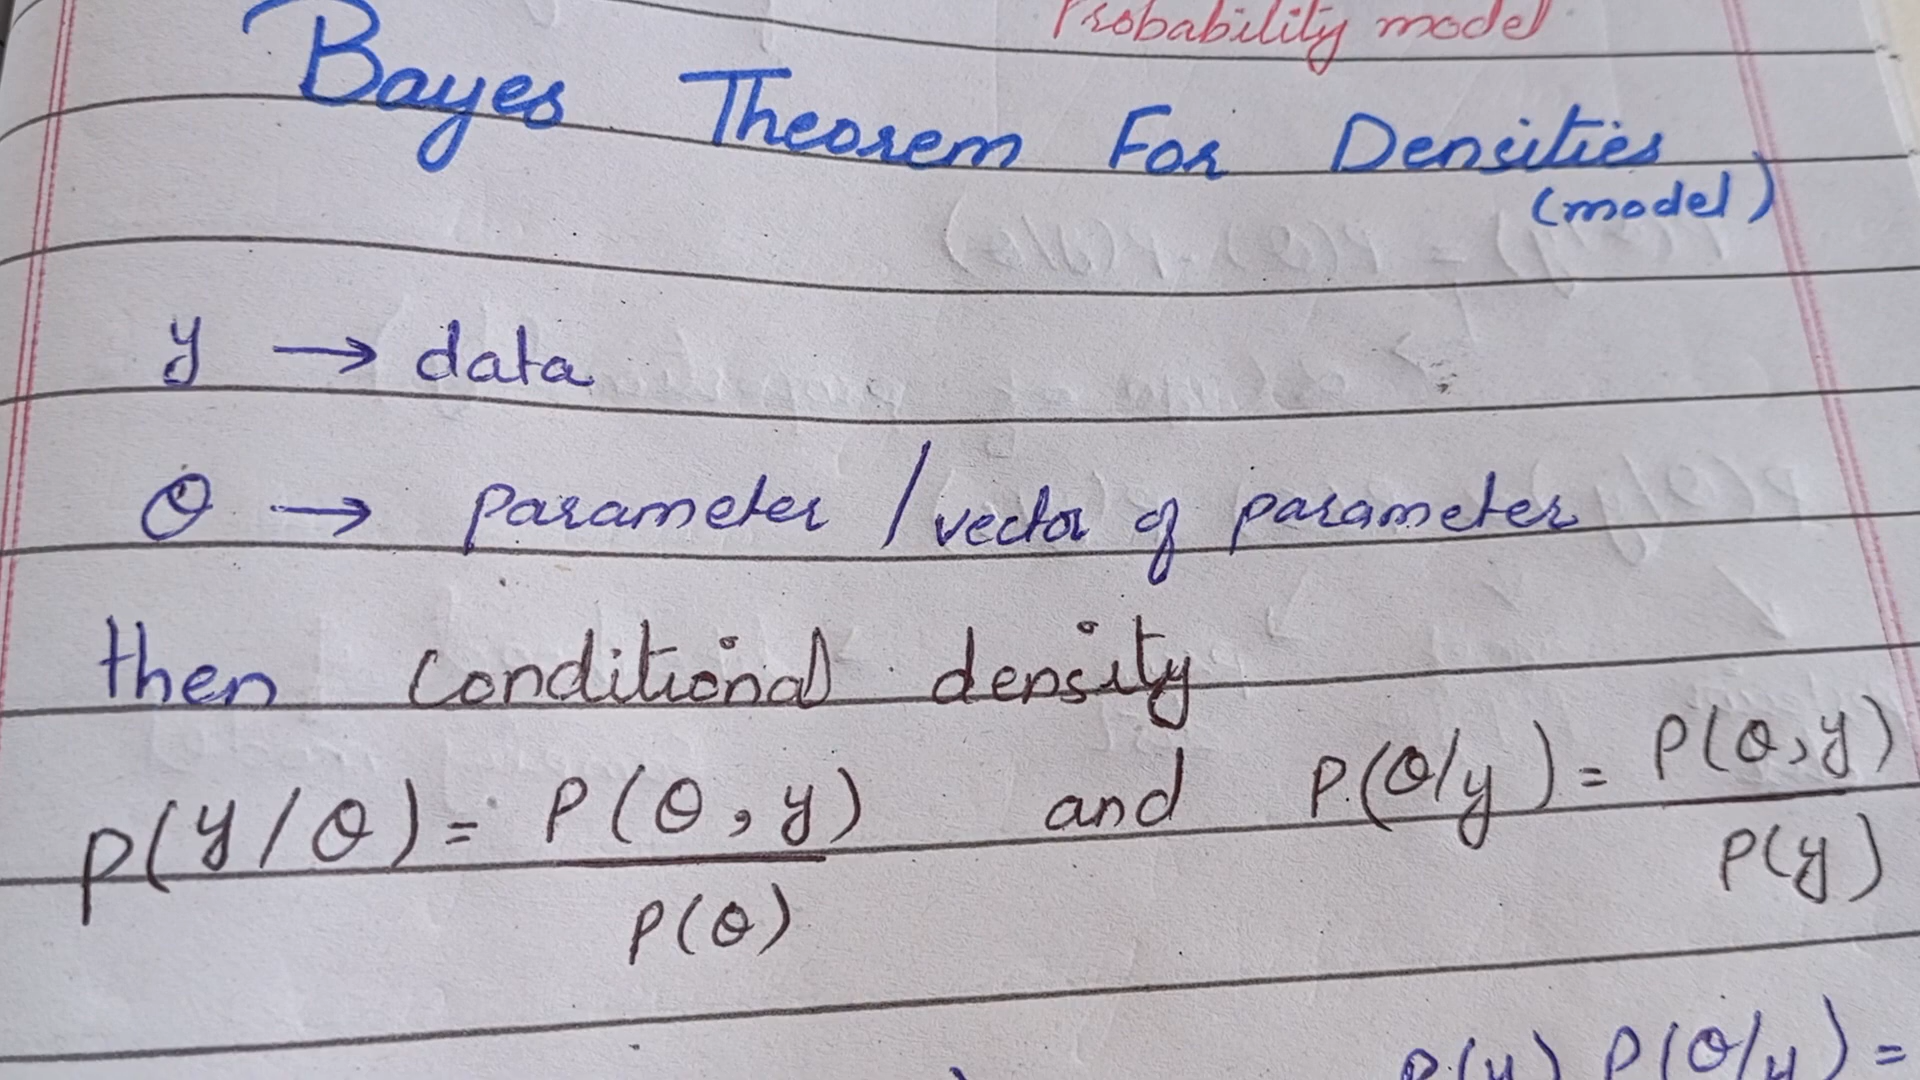 Probability model
Bayes Theorem For Densities
(model)
y → data
θ → parameter / vector of parameter
then conditional density
P(y/θ) = P(θ,y) / P(θ) and P(θ/y) = P(θ,y) / P(y)
P(y) P(θ/y) =